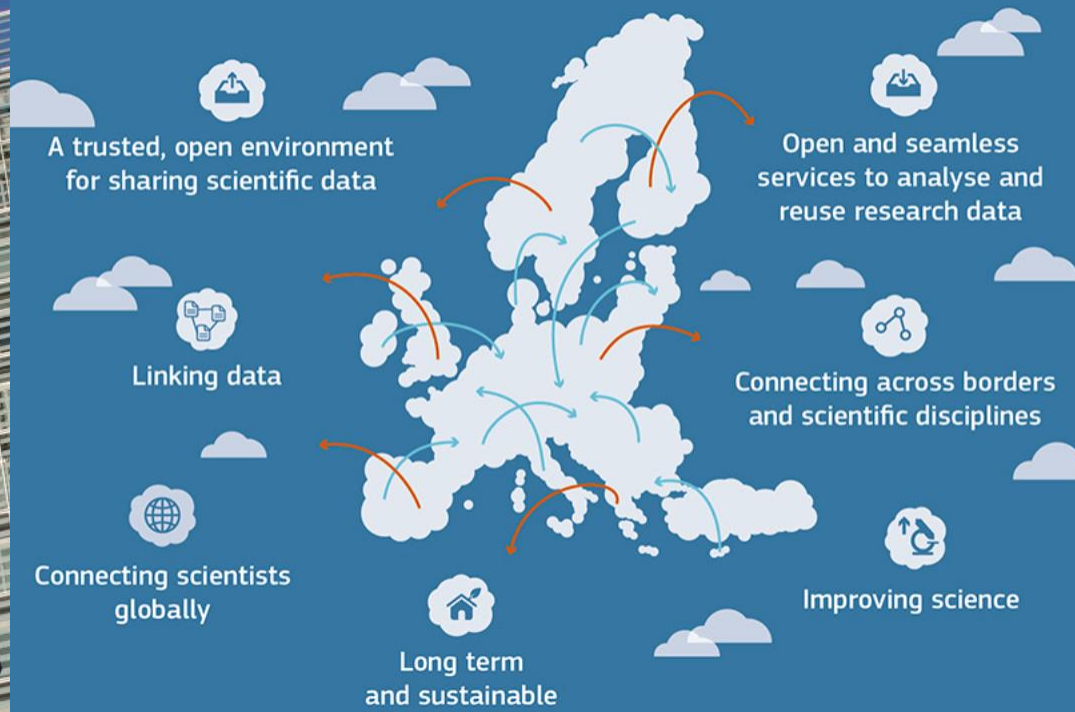 A trusted, open environment
for sharing scientific data
Open and seamless
services to analyse and
reuse research data
Linking data
Connecting across borders
and scientific disciplines
Connecting scientists
globally
Improving science
Long term
and sustainable